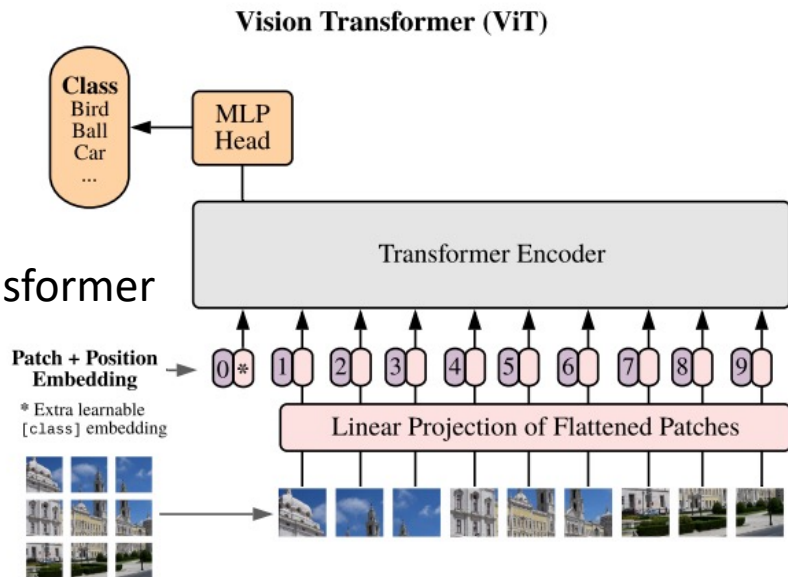 Vision Transformer (ViT)
Class
Bird
Ball
Car
...
MLP
Head
Transformer Encoder
sformer
Patch + Position
Embedding
0 * 1 2 3 4 5 6 7 8 9
* Extra learnable
[class] embedding
Linear Projection of Flattened Patches